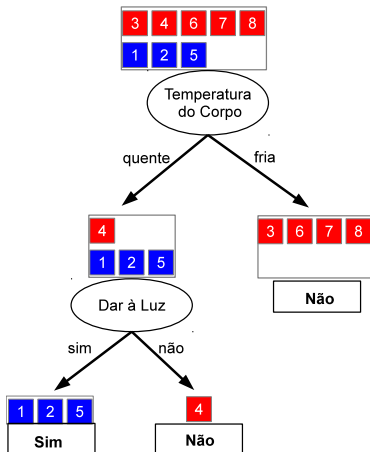 3 4 6 7 8
1 2 5
Temperatura
do Corpo
quente
fria
4
1 2 5
3 6 7 8
Não
Dar à Luz
sim
não
1 2 5
Sim
4
Não